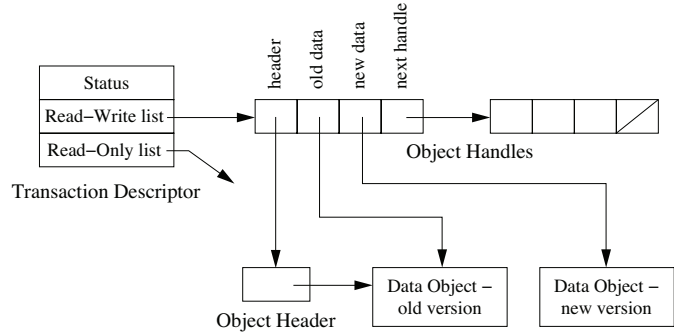 header
old data
new data
next handle
Status
Read−Write list
Read−Only list
Transaction Descriptor
Object Handles
Data Object −
old version
Data Object −
new version
Object Header